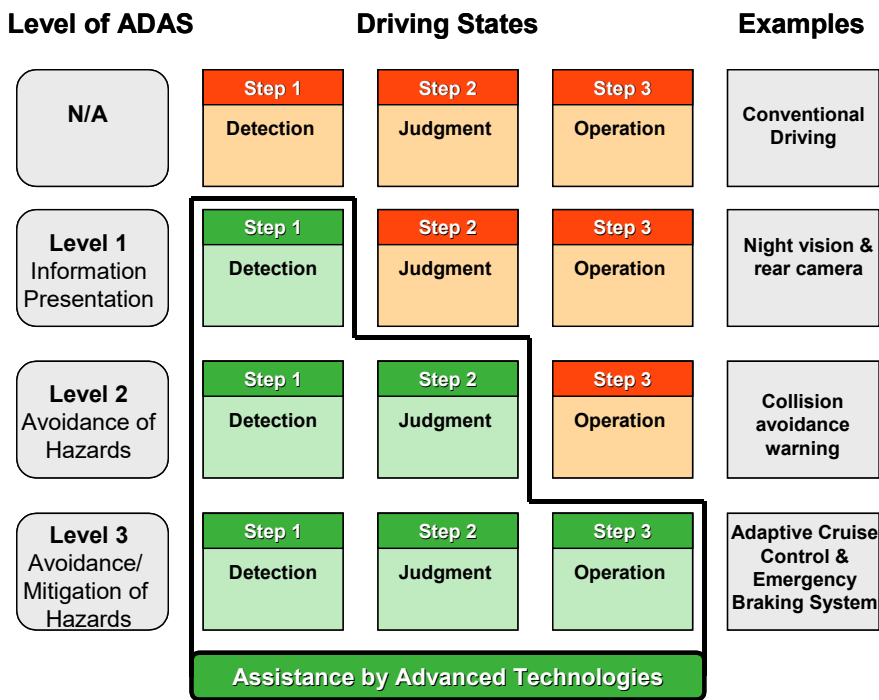 Level of ADAS
Driving States
Examples
N/A
Step 1
Detection
Step 2
Judgment
Step 3
Operation
Conventional
Driving
Level 1
Information
Presentation
Step 1
Detection
Step 2
Judgment
Step 3
Operation
Night vision &
rear camera
Level 2
Avoidance of
Hazards
Step 1
Detection
Step 2
Judgment
Step 3
Operation
Collision
avoidance
warning
Level 3
Avoidance/
Mitigation of
Hazards
Step 1
Detection
Step 2
Judgment
Step 3
Operation
Adaptive Cruise
Control &
Emergency
Braking System
Assistance by Advanced Technologies